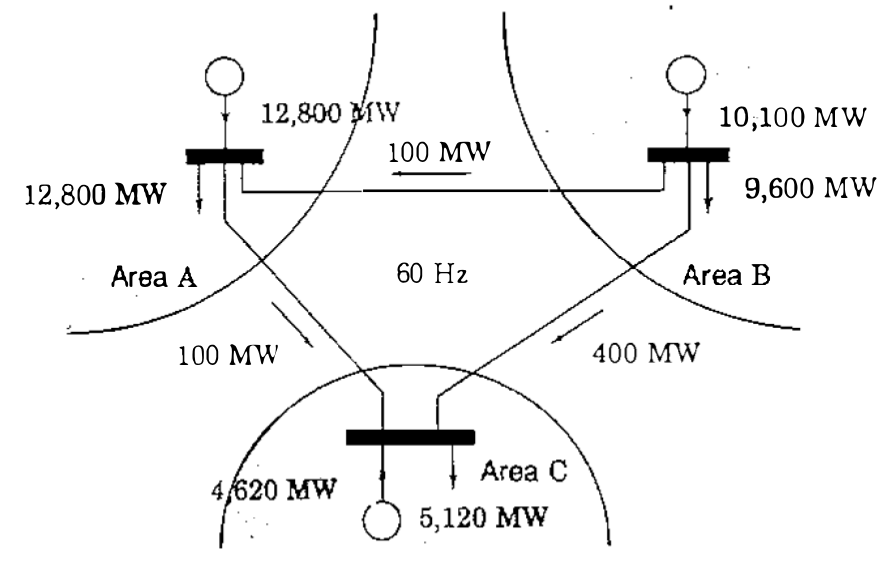 12,800 MW
10,100 MW
100 MW
12,800 MW
9,600 MW
Area A
60 Hz
Area B
100 MW
400 MW
Area C
4,620 MW
5,120 MW